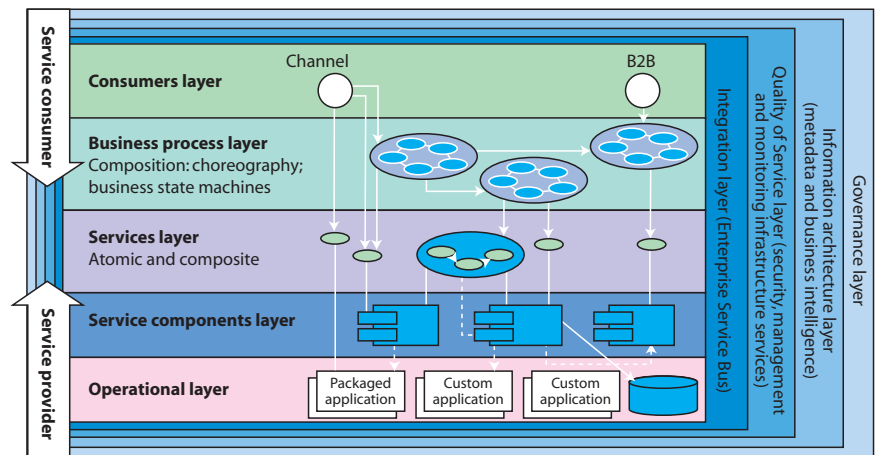 Service consumer
Service provider
Channel
B2B
Consumers layer
Business process layer
Composition: choreography;
business state machines
Services layer
Atomic and composite
Service components layer
Operational layer
Packaged
application
Custom
application
Custom
application
Integration layer (Enterprise Service Bus)
Quality of Service layer (security, management
and monitoring infrastructure services)
Information architecture layer
(metadata and business intelligence)
Governance layer